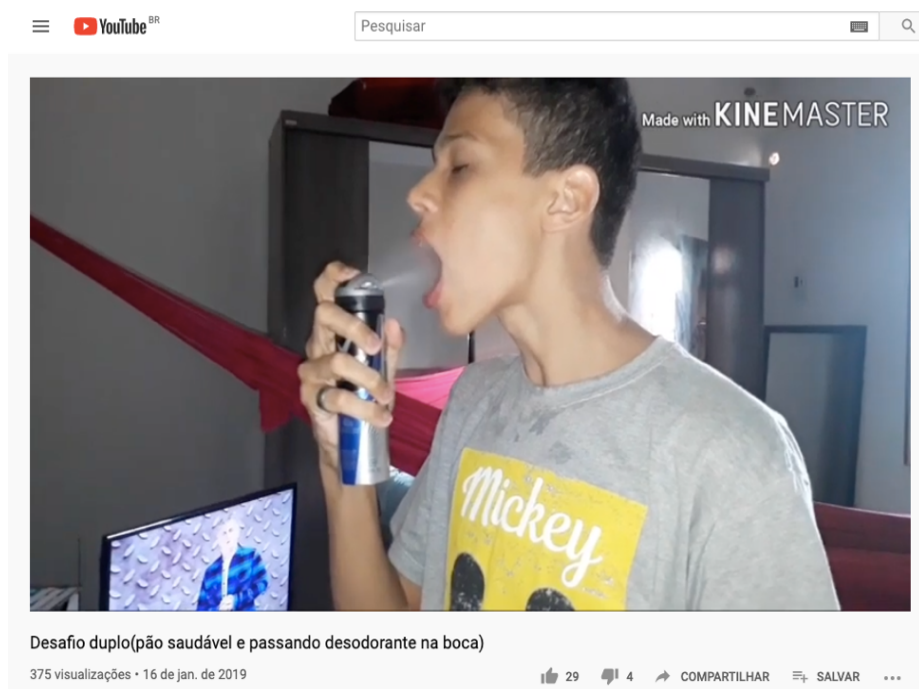 YouTube BR
Pesquisar
Made with KINEMASTER
Mickey
Desafio duplo(pão saudável e passando desodorante na boca)
375 visualizações • 16 de jan. de 2019
29 4 COMPARTILHAR SALVAR